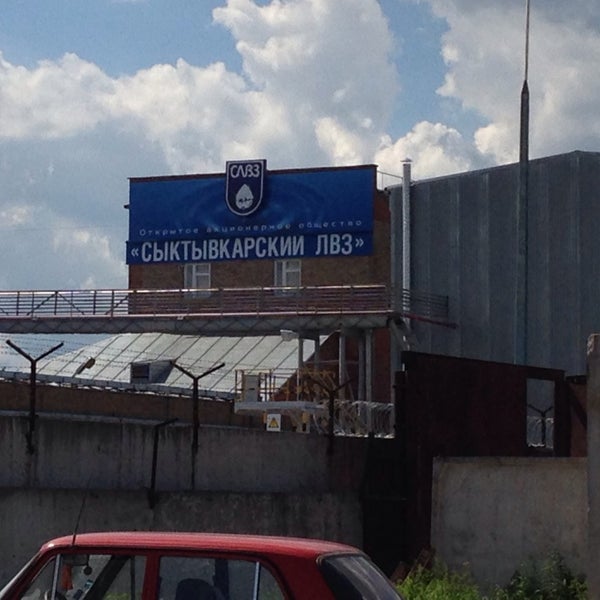 СЛВЗ
Открытое акционерное общество
«СЫКТЫВКАРСКИЙ ЛВЗ»